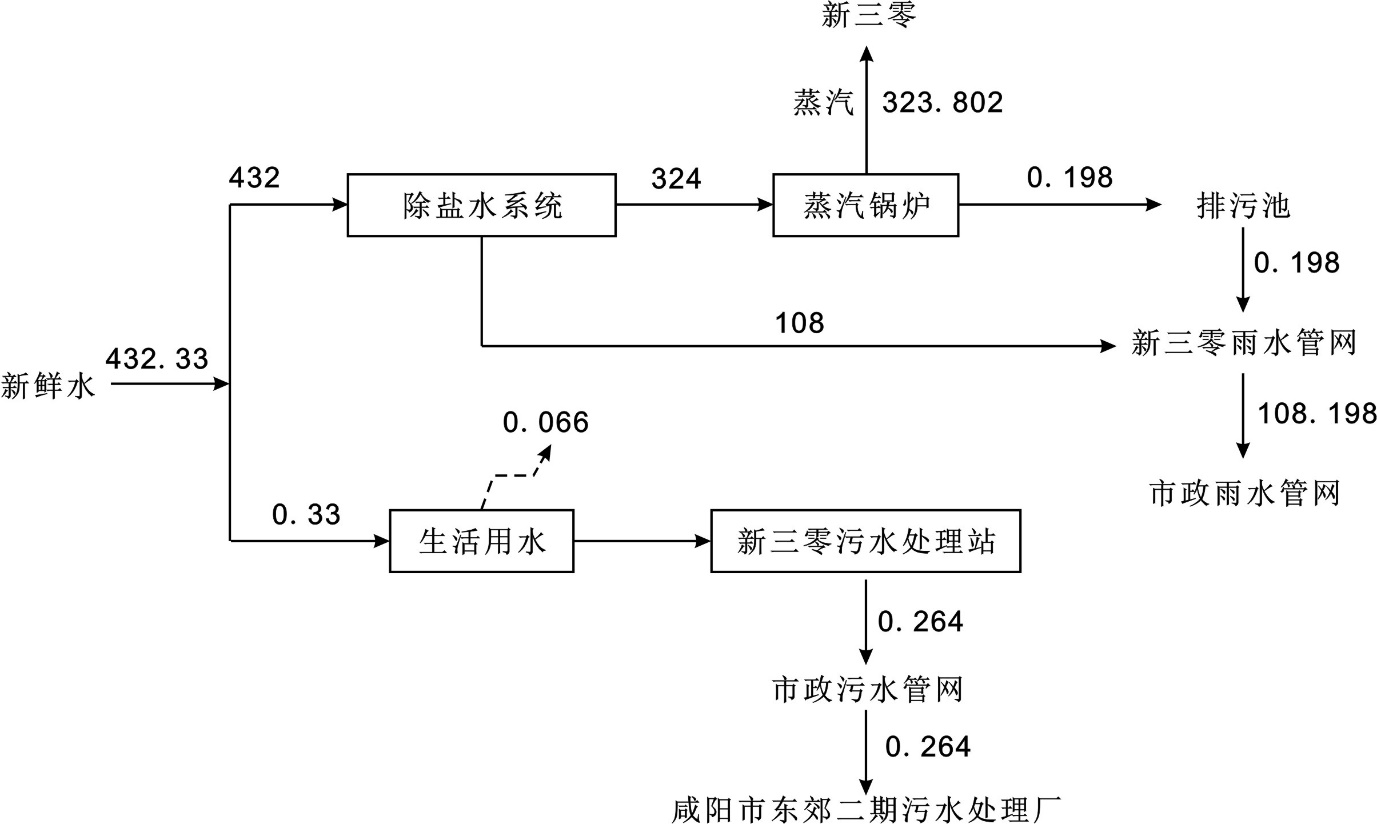 新三零
蒸汽 323.802
432
324
0.198
除盐水系统
蒸汽锅炉
排污池
0.198
108
新三零雨水管网
新鲜水
432.33
108.198
0.066
市政雨水管网
0.33
生活用水
新三零污水处理站
0.264
市政污水管网
0.264
咸阳市东郊二期污水处理厂